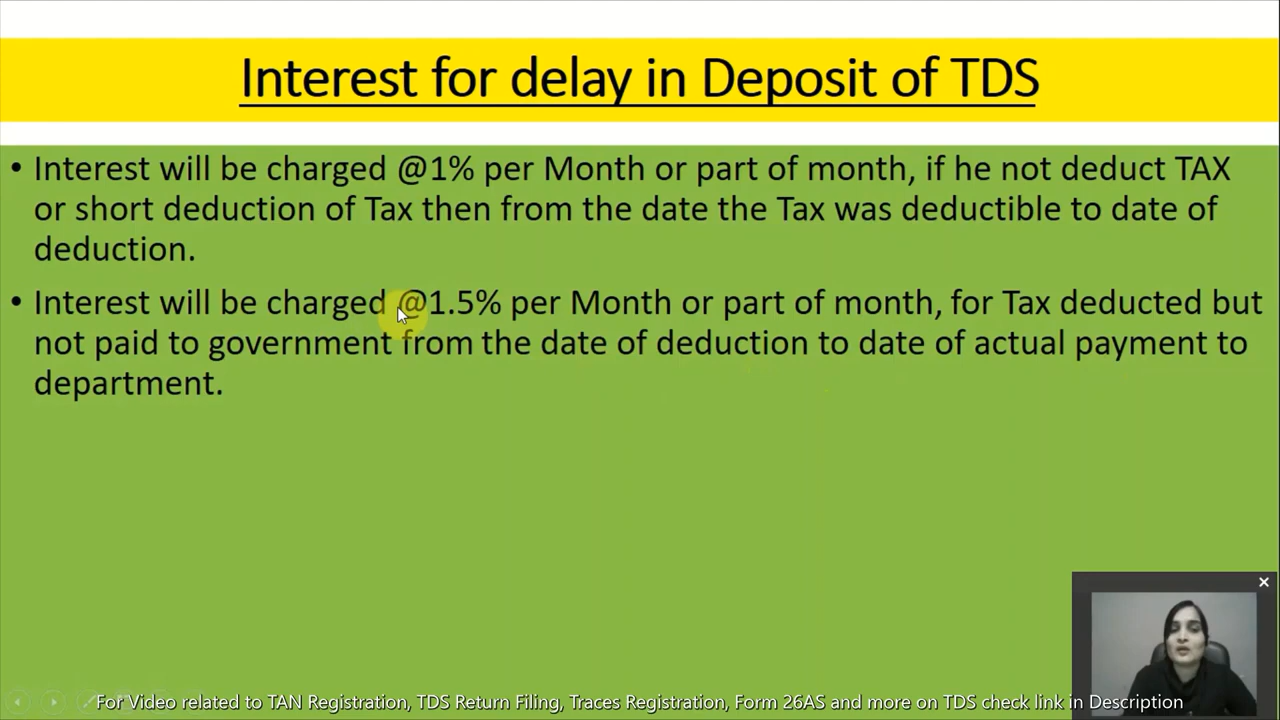 Interest for delay in Deposit of TDS
• Interest will be charged @1% per Month or part of month, if he not deduct TAX
or short deduction of Tax then from the date the Tax was deductible to date of
deduction.
• Interest will be charged @1.5% per Month or part of month, for Tax deducted but
not paid to government from the date of deduction to date of actual payment to
department.
For Video related to TAN Registration, TDS Return Filing, Traces Registration, Form 26AS and more on TDS check link in Description